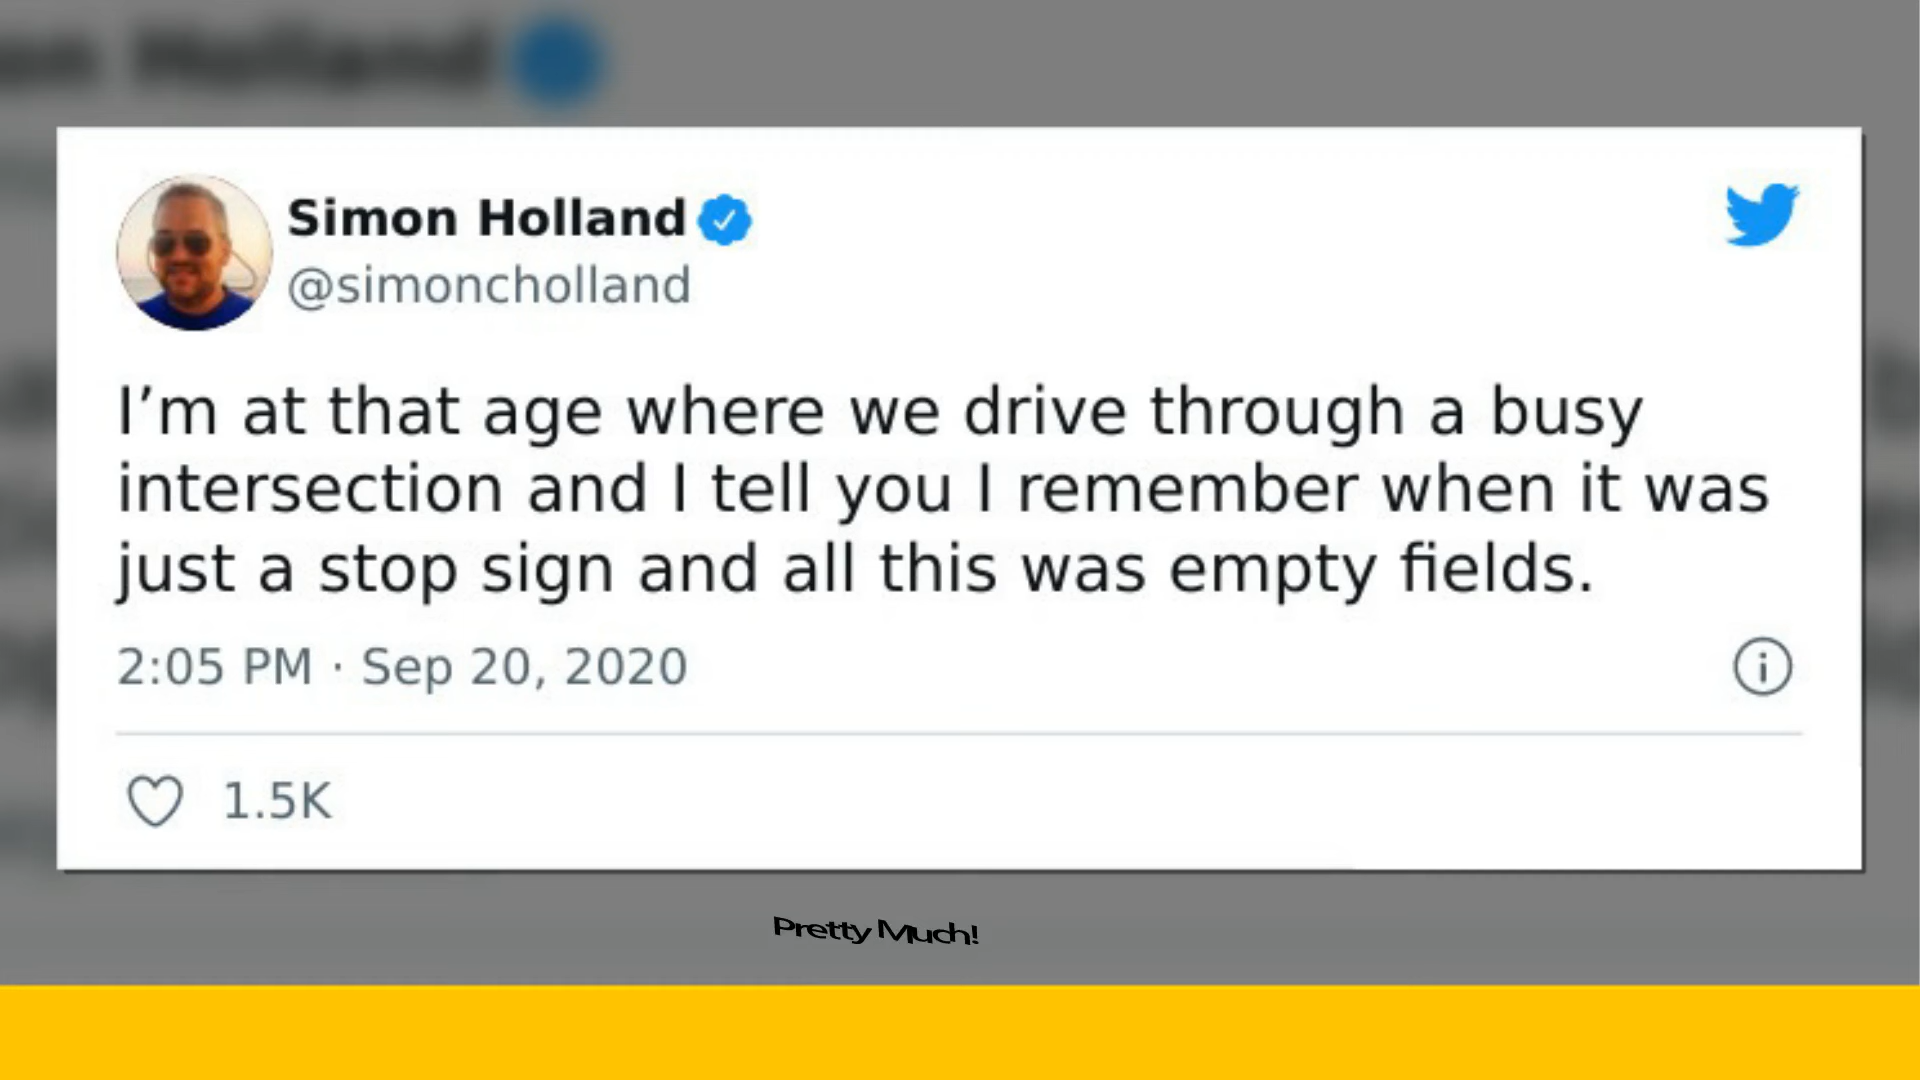 on Holland
Simon Holland
@simoncholland
I’m at that age where we drive through a busy
intersection and I tell you I remember when it was
just a stop sign and all this was empty fields.
2:05 PM · Sep 20, 2020
1.5K
Pretty Much!